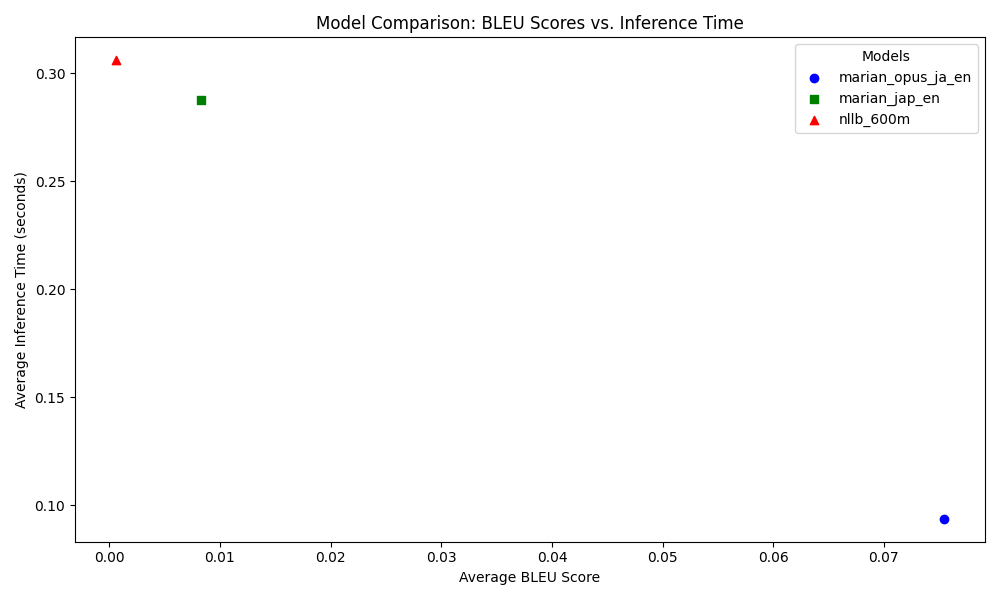 Model Comparison: BLEU Scores vs. Inference Time
Models
marian_opus_ja_en
marian_jap_en
nllb_600m
Average Inference Time (seconds)
0.30
0.25
0.20
0.15
0.10
0.00 0.01 0.02 0.03 0.04 0.05 0.06 0.07
Average BLEU Score